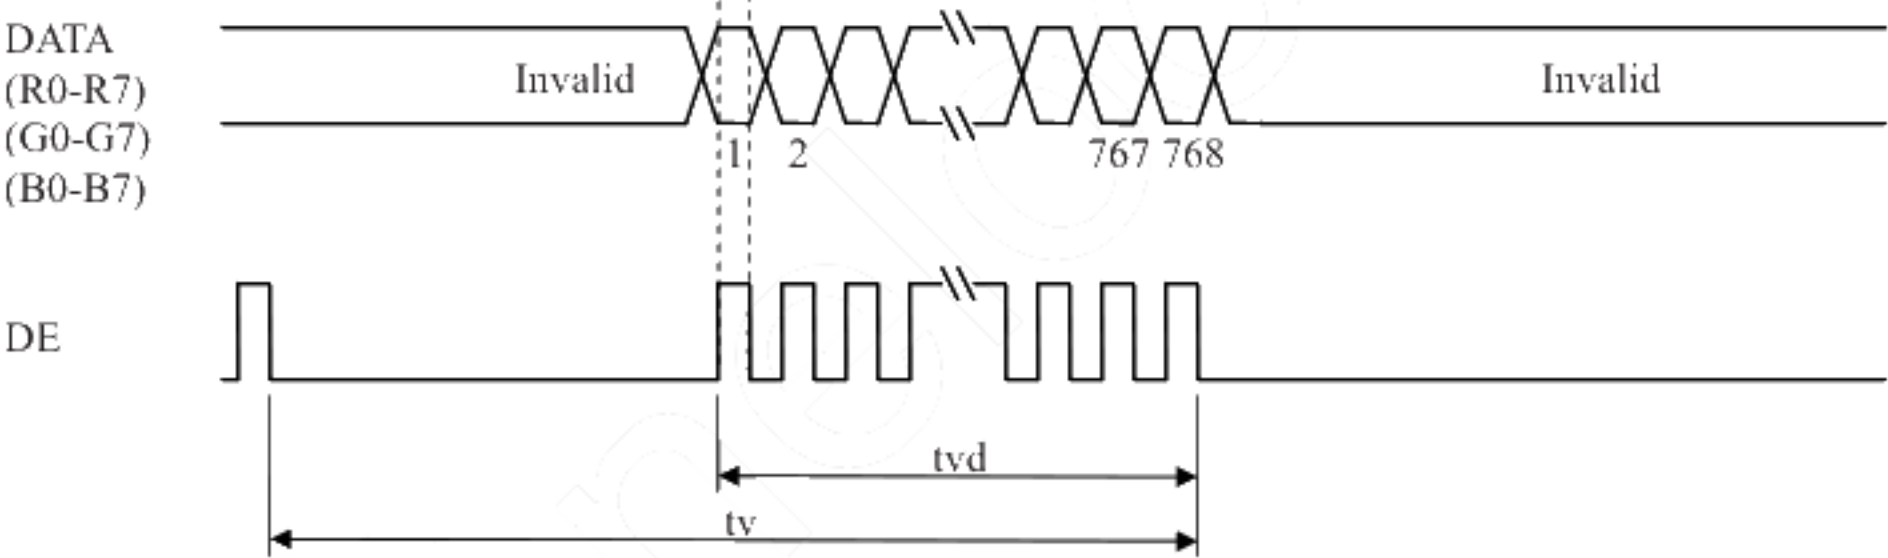 DATA
(R0-R7)
(G0-G7)
(B0-B7)
Invalid
Invalid
1 2 767 768
DE
tvd
tv